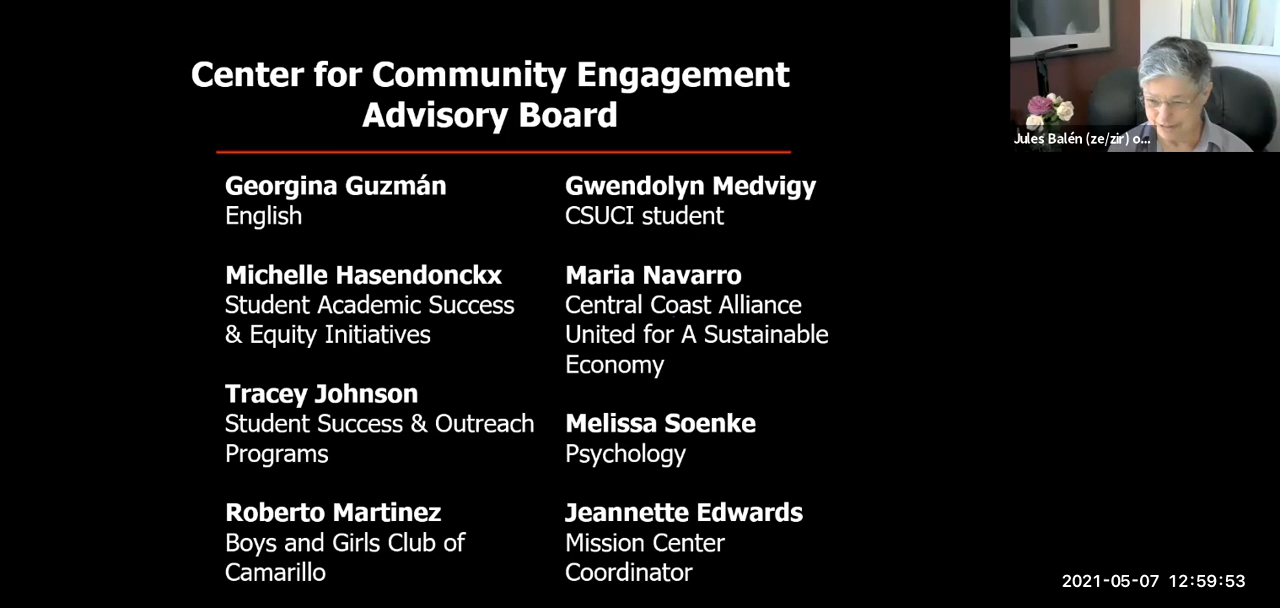 Center for Community Engagement
Advisory Board
Georgina Guzmán
English
Michelle Hasendonckx
Student Academic Success
& Equity Initiatives
Tracey Johnson
Student Success & Outreach
Programs
Roberto Martinez
Boys and Girls Club of
Camarillo
Gwendolyn Medvigy
CSUCI student
Maria Navarro
Central Coast Alliance
United for A Sustainable
Economy
Melissa Soenke
Psychology
Jeannette Edwards
Mission Center
Coordinator
Jules Balén (ze/zir) o...
2021-05-07 12:59:53